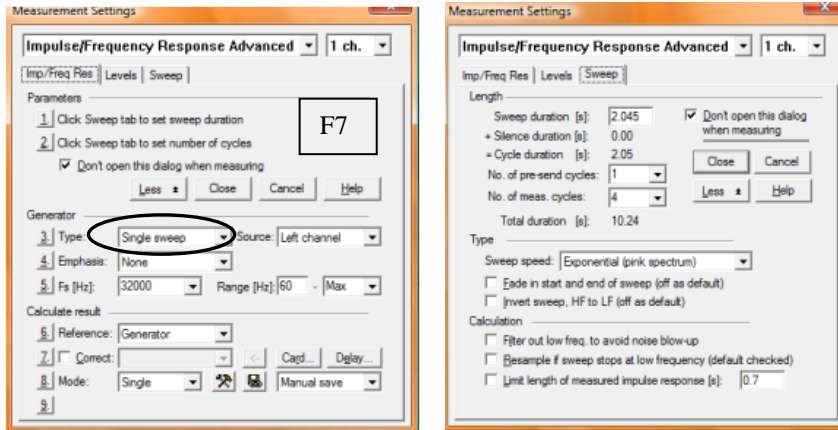 Measurement Settings
Impulse/Frequency Response Advanced 1 ch.
Imp/Freq Res Levels Sweep
Parameters
1. Click Sweep tab to set sweep duration
2. Click Sweep tab to set number of cycles
Don't open this dialog when measuring
Less ± Close Cancel Help
F7
Generator
3. Type: Single sweep Source: Left channel
4. Emphasis: None
5. Fs [Hz]: 32000 Range [Hz]: 60 - Max
Calculate result
6. Reference: Generator
7. Correct: < Card... Delay...
8. Mode: Single Manual save
9.
Measurement Settings
Impulse/Frequency Response Advanced 1 ch.
Imp/Freq Res Levels Sweep
Length
Sweep duration [s]: 2.045
+ Silence duration [s]: 0.00
= Cycle duration [s]: 2.05
No. of pre-send cycles: 1
No. of meas. cycles: 4
Total duration [s]: 10.24
Don't open this dialog
when measuring
Close Cancel
Less ± Help
Type
Sweep speed: Exponential (pink spectrum)
Fade in start and end of sweep (off as default)
Invert sweep, HF to LF (off as default)
Calculation
Filter out low freq. to avoid noise blow-up
Resample if sweep stops at low frequency (default checked)
Limit length of measured impulse response [s]: 0.7